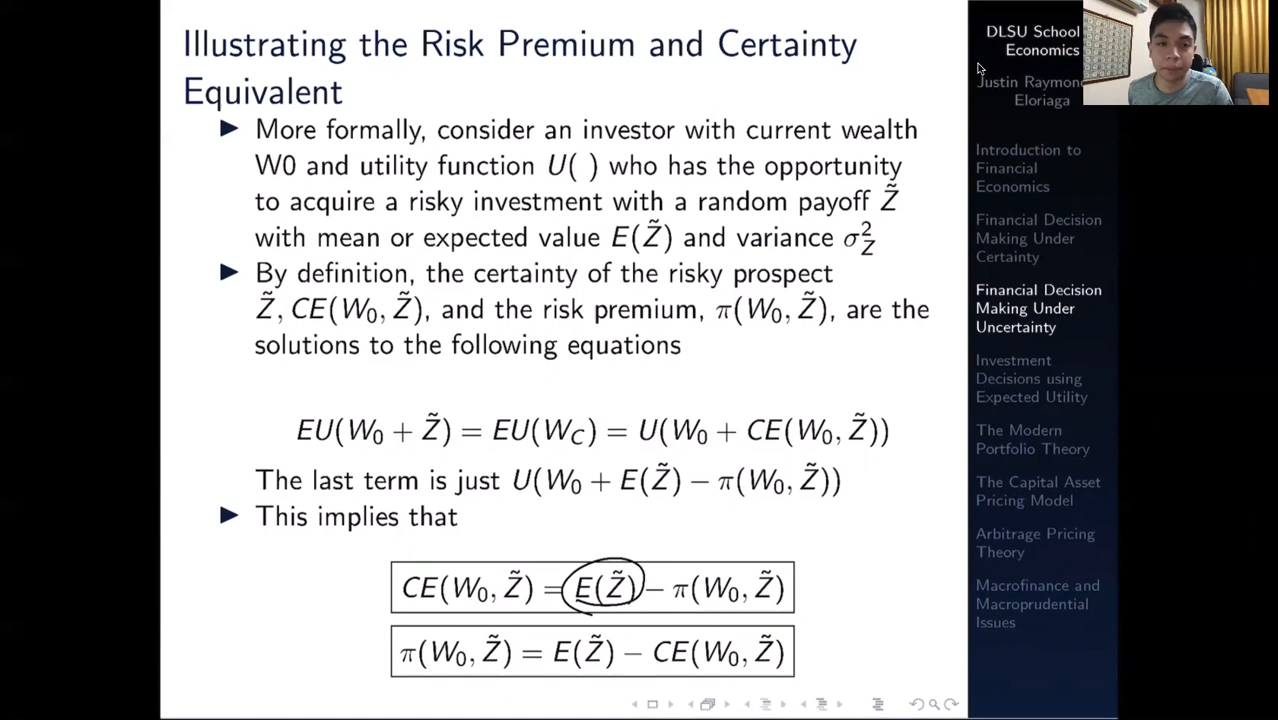 Illustrating the Risk Premium and Certainty
Equivalent
▶ More formally, consider an investor with current wealth
W0 and utility function U( ) who has the opportunity
to acquire a risky investment with a random payoff Z̃
with mean or expected value E(Z̃) and variance σ²_Z
▶ By definition, the certainty of the risky prospect
Z̃, CE(W₀, Z̃), and the risk premium, π(W₀, Z̃), are the
solutions to the following equations
EU(W₀ + Z̃) = EU(W_C) = U(W₀ + CE(W₀, Z̃))
The last term is just U(W₀ + E(Z̃) − π(W₀, Z̃))
▶ This implies that
CE(W₀, Z̃) = E(Z̃) − π(W₀, Z̃)
π(W₀, Z̃) = E(Z̃) − CE(W₀, Z̃)
DLSU School
Economics
Justin Raymon
Eloriaga
Introduction to
Financial
Economics
Financial Decision
Making Under
Certainty
Financial Decision
Making Under
Uncertainty
Investment
Decisions using
Expected Utility
The Modern
Portfolio Theory
The Capital Asset
Pricing Model
Arbitrage Pricing
Theory
Macrofinance and
Macroprudential
Issues